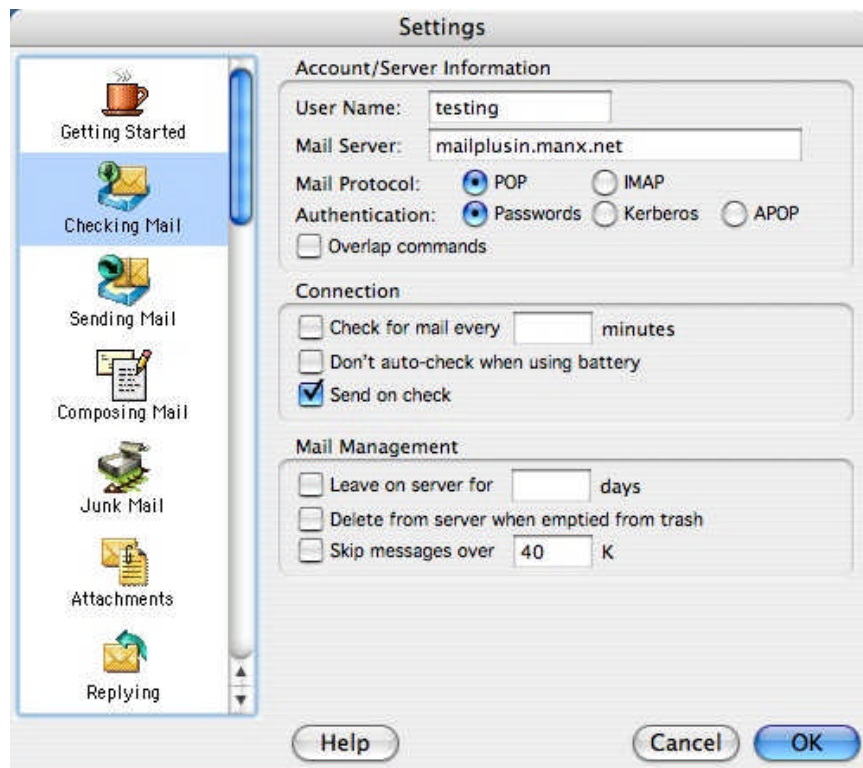 Settings
Getting Started
Checking Mail
Sending Mail
Composing Mail
Junk Mail
Attachments
Replying
Account/Server Information
User Name: testing
Mail Server: mailplusin.manx.net
Mail Protocol: POP IMAP
Authentication: Passwords Kerberos APOP
Overlap commands
Connection
Check for mail every minutes
Don't auto-check when using battery
Send on check
Mail Management
Leave on server for days
Delete from server when emptied from trash
Skip messages over 40 K
Help Cancel OK